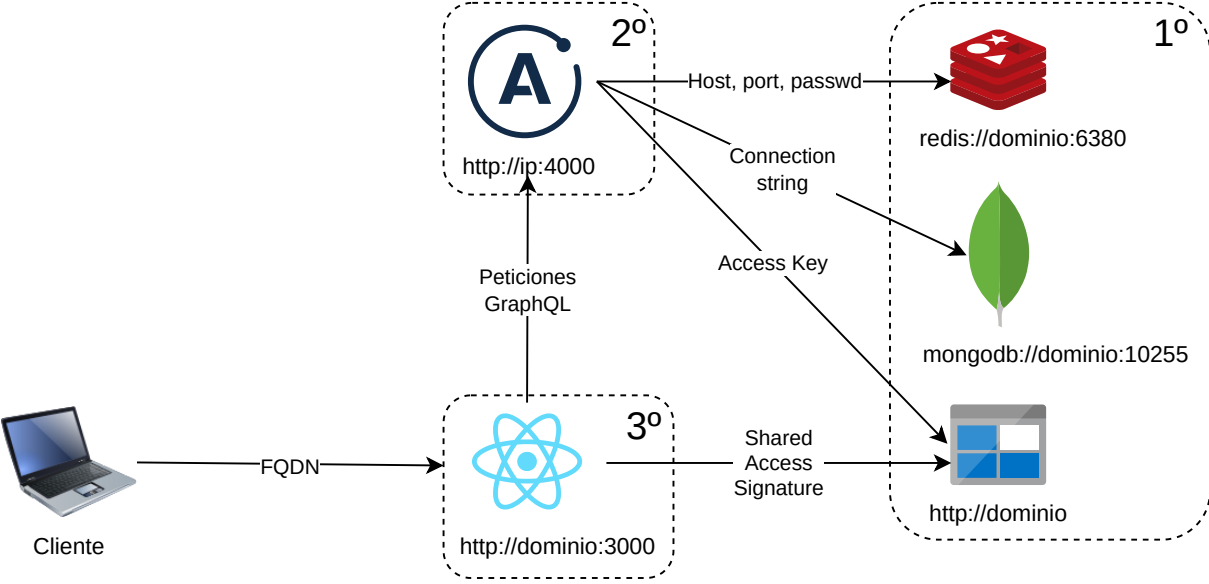 2º
1º
A
Host, port, passwd
redis://dominio:6380
http://ip:4000
Connection
string
Access Key
Peticiones
GraphQL
mongodb://dominio:10255
3º
Shared
Access
Signature
FQDN
http://dominio
Cliente
http://dominio:3000